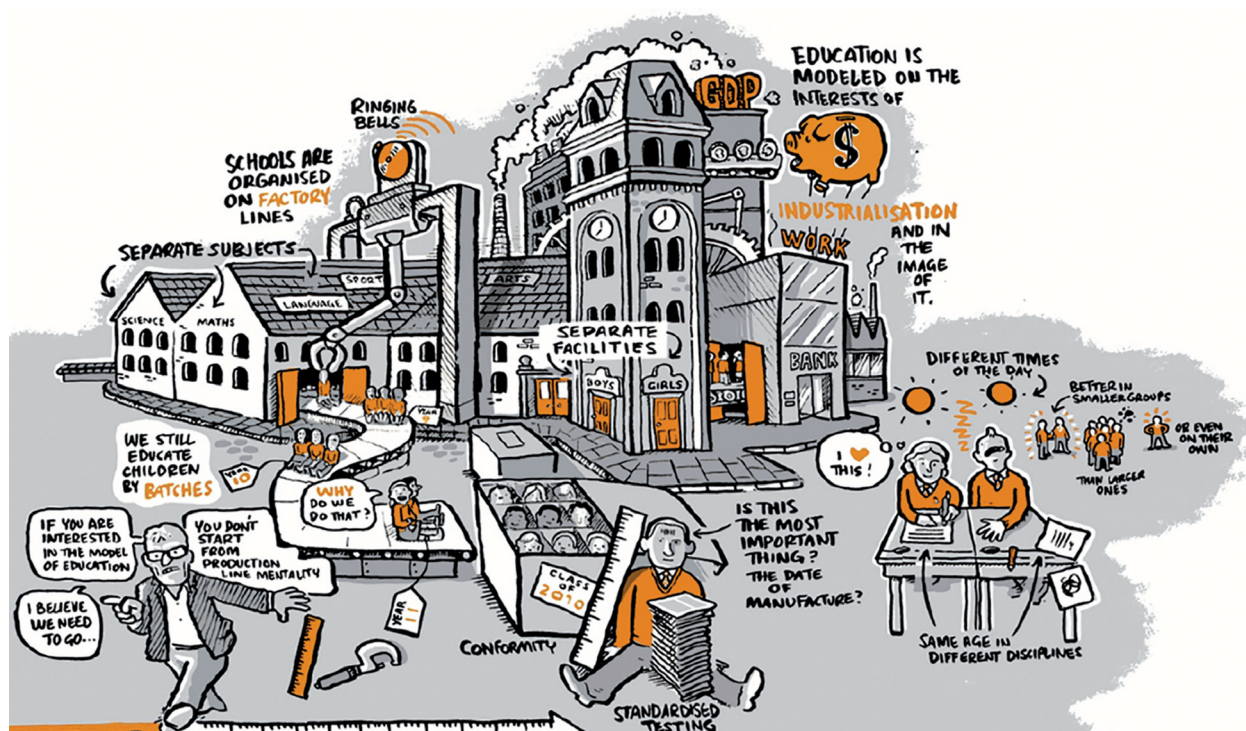 RINGING
BELLS
SCHOOLS ARE
ORGANISED
ON FACTORY
LINES
SEPARATE SUBJECTS
SCIENCE
MATHS
LANGUAGE
SPORT
ARTS
GDP
EDUCATION IS
MODELED ON THE
INTERESTS OF
$
INDUSTRIALISATION
AND IN
THE
IMAGE
OF
IT.
WORK
BANK
SEPARATE
FACILITIES
BOYS
GIRLS
WE STILL
EDUCATE
CHILDREN
BY BATCHES
YEAR
10
YEAR
9
WHY
DO WE
DO THAT?
YEAR
11
IF YOU ARE
INTERESTED
IN THE MODEL
OF EDUCATION
YOU DON'T
START
FROM
PRODUCTION
LINE MENTALITY
I BELIEVE
WE NEED
TO GO...
CLASS
OF
2010
CONFORMITY
STANDARDISED
TESTING
IS THIS
THE MOST
IMPORTANT
THING?
THE DATE
OF
MANUFACTURE?
DIFFERENT TIMES
OF THE DAY
BETTER IN
SMALLER GROUPS
THAN LARGER
ONES
OR EVEN
ON THEIR
OWN
I
THIS!
SAME AGE IN
DIFFERENT DISCIPLINES